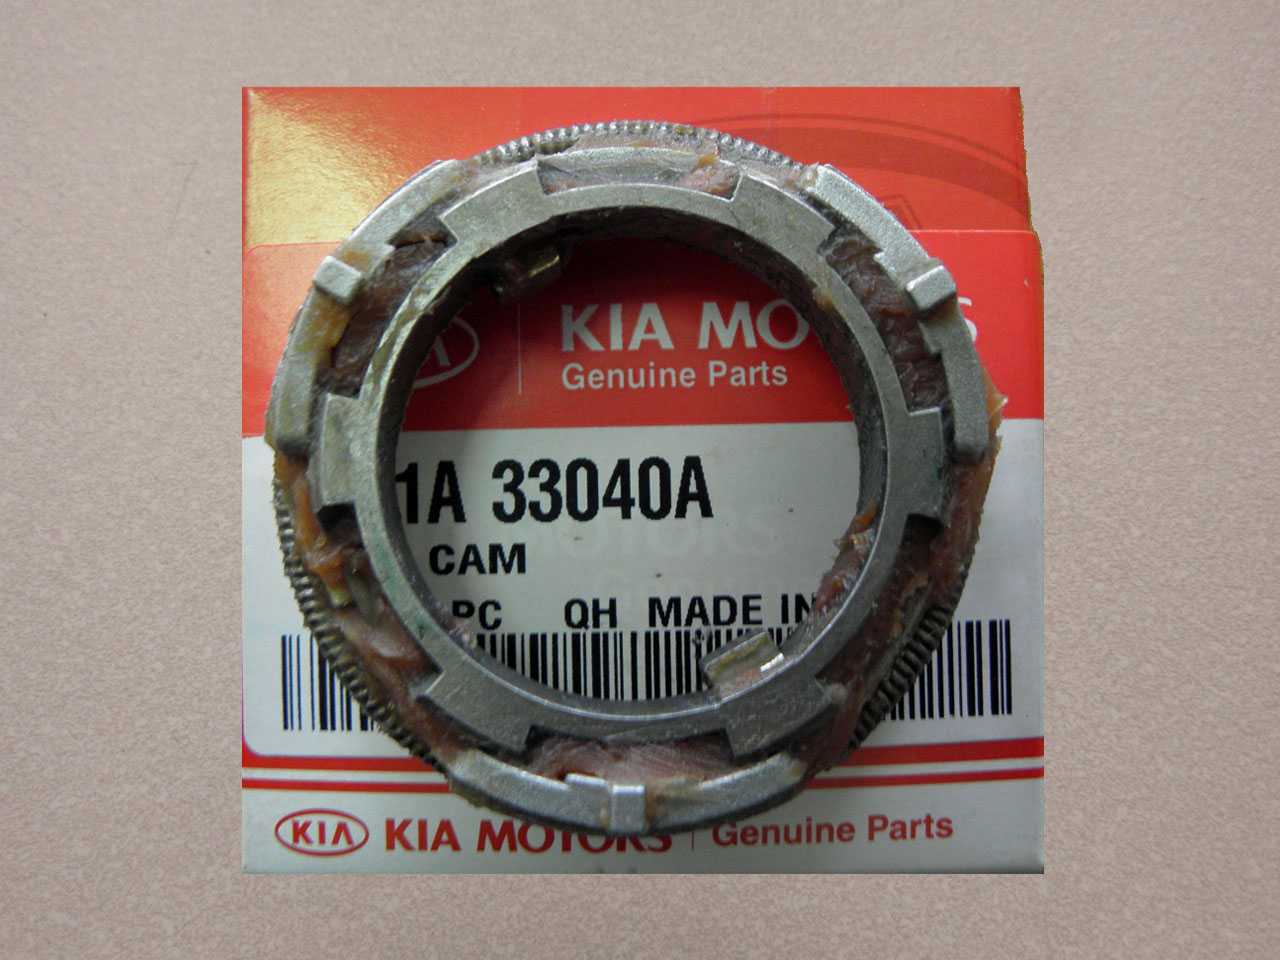 KIA MO
Genuine Parts
1A 33040A
CAM
PC QH MADE IN
KIA KIA MOTORS Genuine Parts